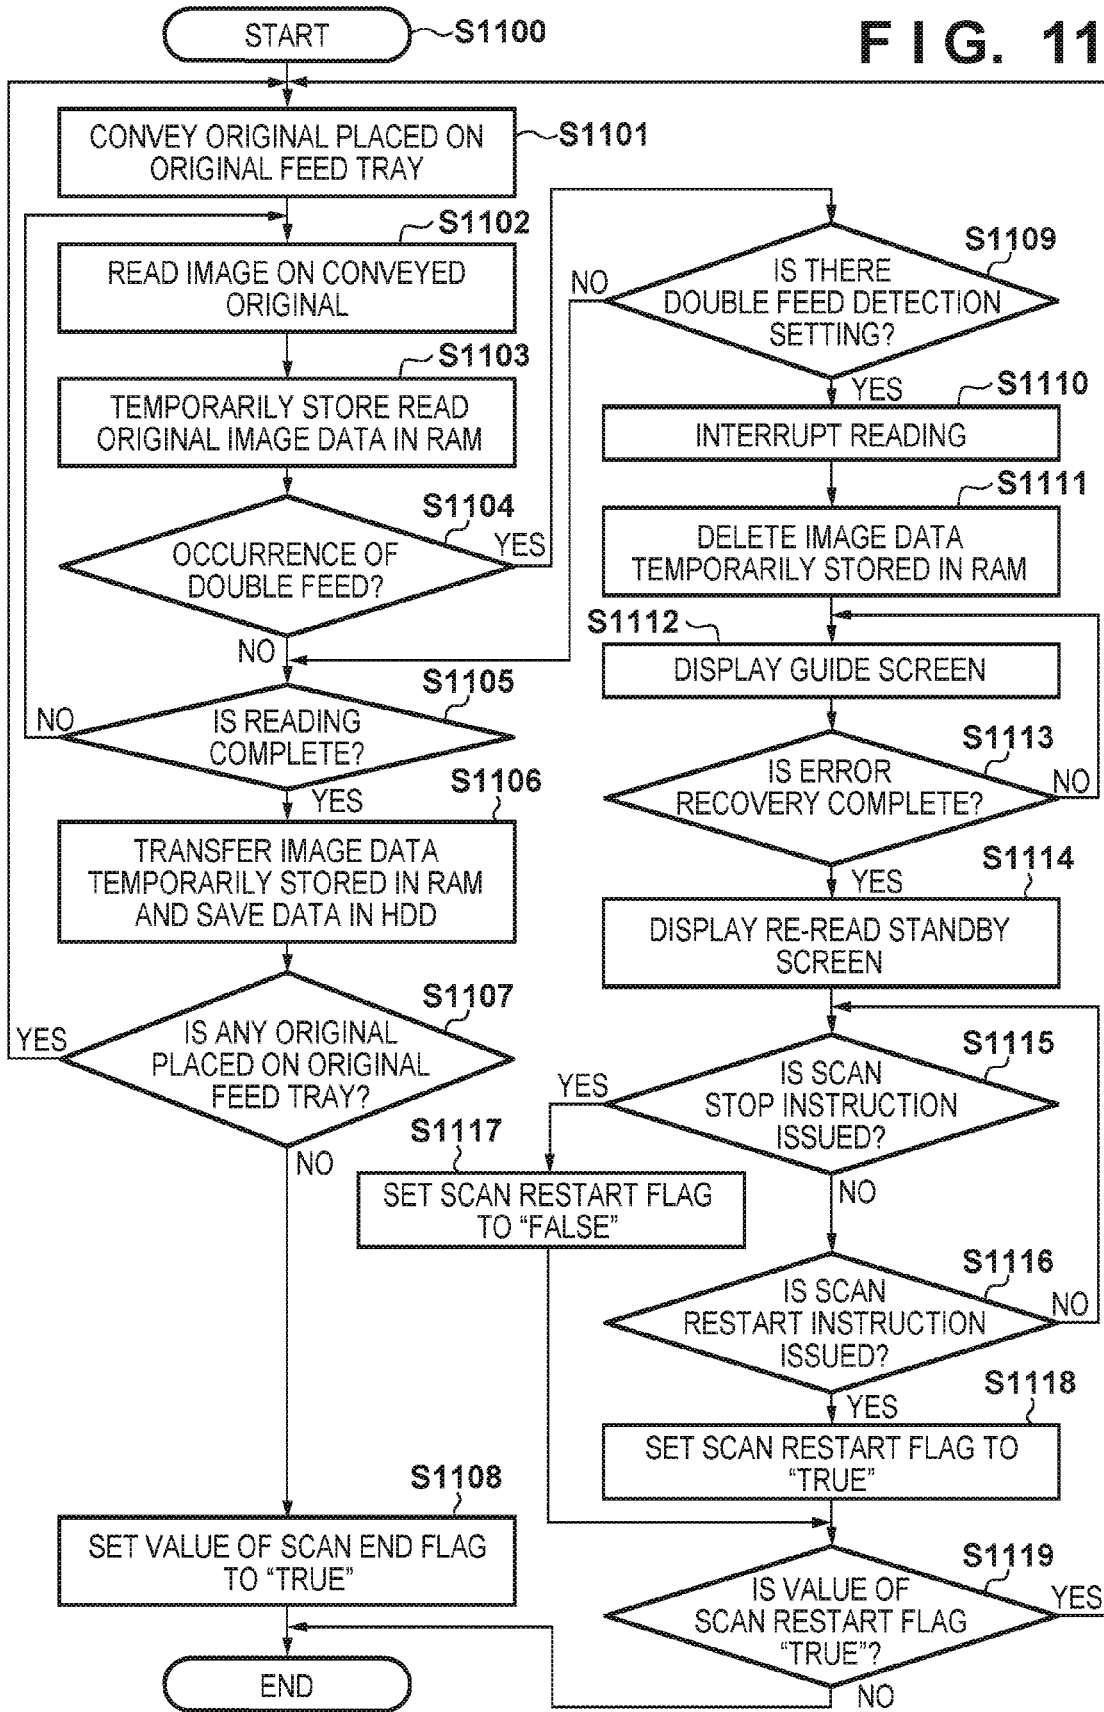 START
S1100
FIG. 11
CONVEY ORIGINAL PLACED ON
ORIGINAL FEED TRAY
S1101
S1102
READ IMAGE ON CONVEYED
ORIGINAL
S1103
TEMPORARILY STORE READ
ORIGINAL IMAGE DATA IN RAM
S1104
OCCURRENCE OF
DOUBLE FEED?
YES
NO
S1105
IS READING
COMPLETE?
NO
YES
S1106
TRANSFER IMAGE DATA
TEMPORARILY STORED IN RAM
AND SAVE DATA IN HDD
S1107
IS ANY ORIGINAL
PLACED ON ORIGINAL
FEED TRAY?
YES
NO
S1108
SET VALUE OF SCAN END FLAG
TO “TRUE”
END
S1109
IS THERE
DOUBLE FEED DETECTION
SETTING?
NO
YES
S1110
INTERRUPT READING
S1111
DELETE IMAGE DATA
TEMPORARILY STORED IN RAM
S1112
DISPLAY GUIDE SCREEN
S1113
IS ERROR
RECOVERY COMPLETE?
NO
YES
S1114
DISPLAY RE-READ STANDBY
SCREEN
S1115
IS SCAN
STOP INSTRUCTION
ISSUED?
YES
NO
S1117
SET SCAN RESTART FLAG
TO “FALSE”
S1116
IS SCAN
RESTART INSTRUCTION
ISSUED?
NO
YES
S1118
SET SCAN RESTART FLAG TO
“TRUE”
S1119
IS VALUE OF
SCAN RESTART FLAG
“TRUE”?
YES
NO